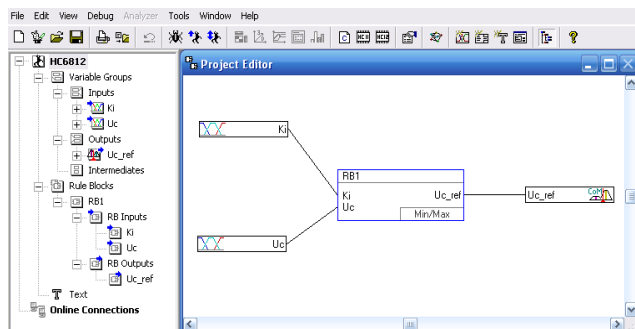 File Edit View Debug Analyzer Tools Window Help
HC6812
Variable Groups
Inputs
Ki
Uc
Outputs
Uc_ref
Intermediates
Rule Blocks
RB1
RB Inputs
Ki
Uc
RB Outputs
Uc_ref
Text
Online Connections
Project Editor
Ki
RB1
Ki Uc_ref
Uc
Min/Max
Uc_ref CoM
Uc